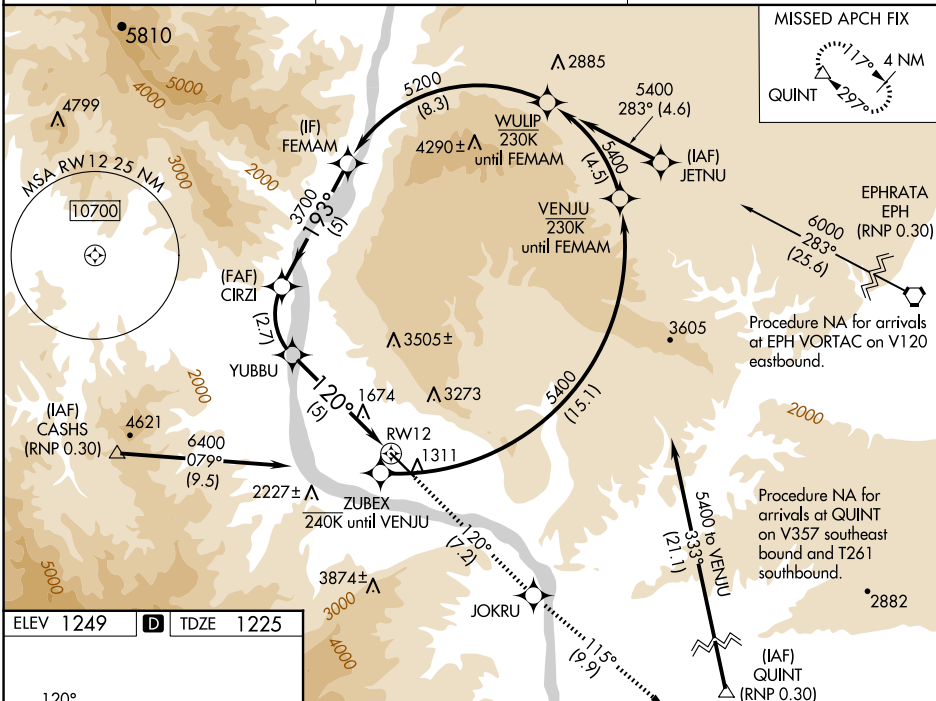 5810
5000
4000
4799
3000
2000
MSA RW 12 25 NM
10700
(IF)
FEMAM
5200
(8.3)
2885
WULIP
230K
until FEMAM
4290±
5400
283° (4.6)
(IAF)
JETNU
5400
(4.5)
VENJU
230K
until FEMAM
MISSED APCH FIX
117°
4 NM
QUINT
297°
EPHRATA
EPH
(RNP 0.30)
6000
283°
(25.6)
Procedure NA for arrivals
at EPH VORTAC on V120
eastbound.
3700
193°
(5)
(FAF)
CIRZI
(2.7)
YUBBU
3505±
3605
120°
(5)
1674
3273
5400
(15.1)
2000
2000
(IAF)
CASHS
(RNP 0.30)
4621
6400
079°
(9.5)
RW12
1311
2227±
ZUBEX
240K until VENJU
120°
(7.2)
5400 to VENJU
333°
(21.1)
Procedure NA for
arrivals at QUINT
on V357 southeast
bound and T261
southbound.
5000
3874±
3000
4000
JOKRU
2882
115°
(9.9)
(IAF)
QUINT
(RNP 0.30)
ELEV 1249 D TDZE 1225
120°